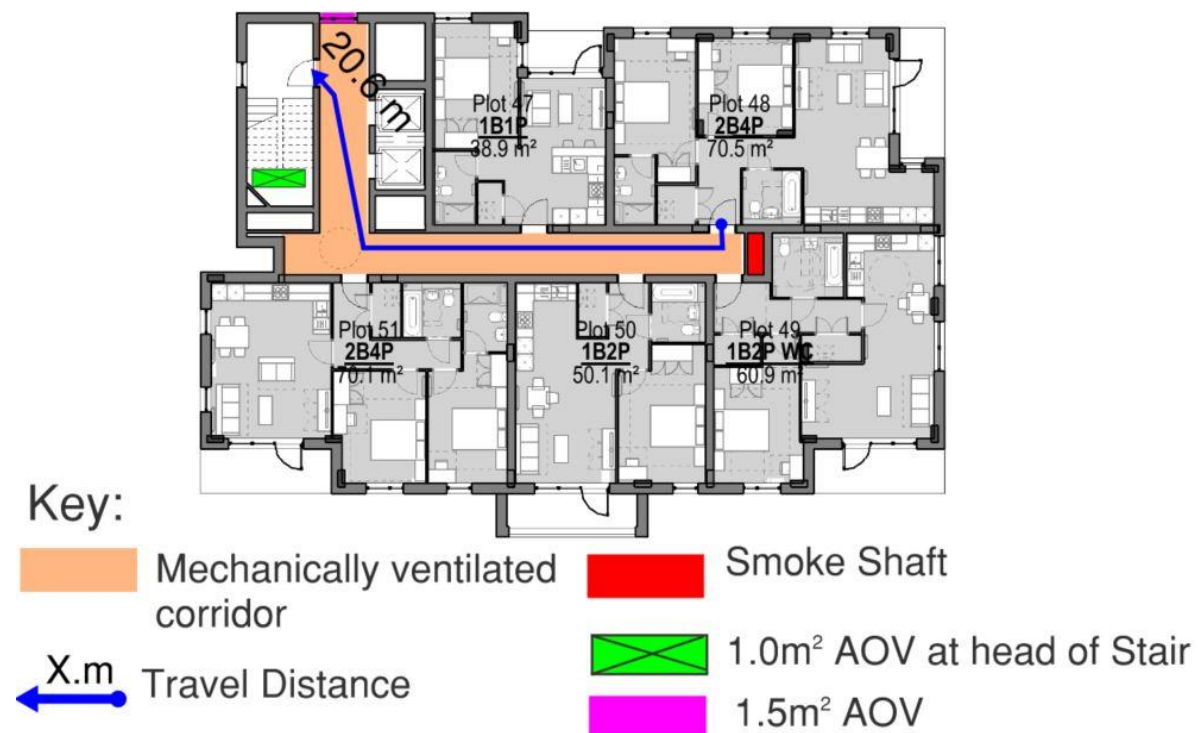 20.6 m
Plot 47
1B1P
38.9 m²
Plot 48
2B4P
70.5 m²
Plot 51
2B4P
70.1 m²
Plot 50
1B2P
50.1 m²
Plot 49
1B2P WC
60.9 m²
Key:
Mechanically ventilated
corridor
X.m Travel Distance
Smoke Shaft
1.0m² AOV at head of Stair
1.5m² AOV